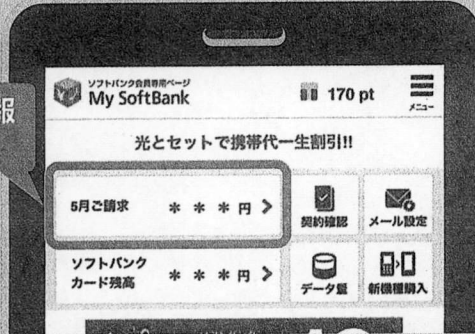 報
ソフトバンク会員専用ページ
My SoftBank
170 pt
メニュー
光とセットで携帯代一生割引!!
5月ご請求
＊＊＊円
契約確認
メール設定
ソフトバンク
カード残高
＊＊＊円
データ量
新機種購入